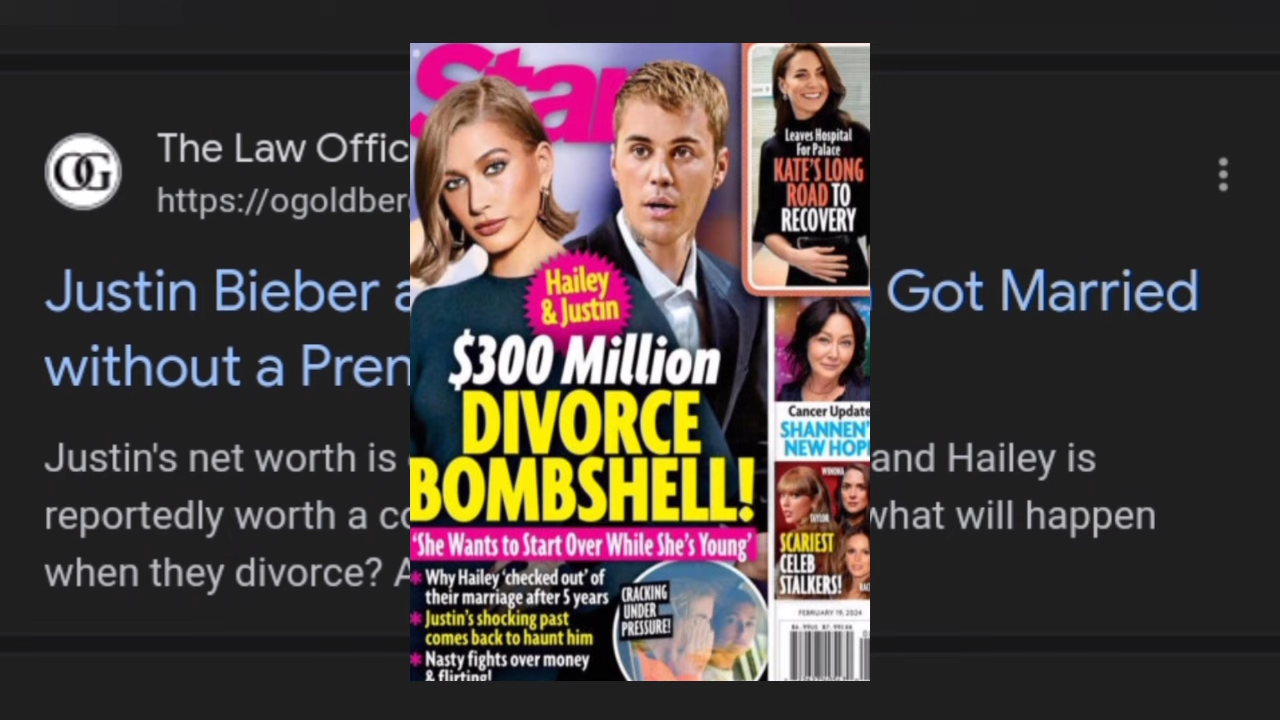 The Law Offic
https://ogoldber
Justin Bieber a
Got Married
without a Pren
Justin's net worth is
and Hailey is
reportedly worth a co
what will happen
when they divorce? A
OG
Star
Hailey
& Justin
$300 Million
DIVORCE
BOMBSHELL!
'She Wants to Start Over While She's Young'
* Why Hailey 'checked out' of
their marriage after 5 years
* Justin's shocking past
comes back to haunt him
* Nasty fights over money
& flirting!
CRACKING
UNDER
PRESSURE!
Leaves Hospital
For Palace
KATE'S LONG
ROAD TO
RECOVERY
Cancer Update
SHANNEN'
NEW HOP
WINONA
TAYLOR
SCARIEST
CELEB
STALKERS!
FEBRUARY 19, 2024